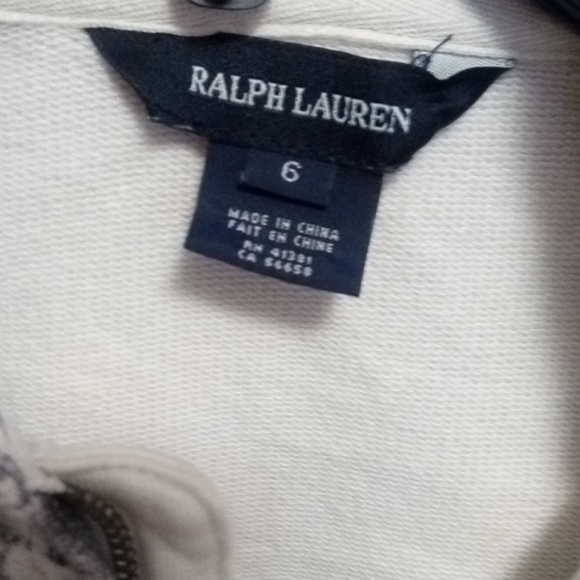 RALPH LAUREN
6
MADE IN CHINA
FAIT EN CHINE
RN 41381
CA 56658